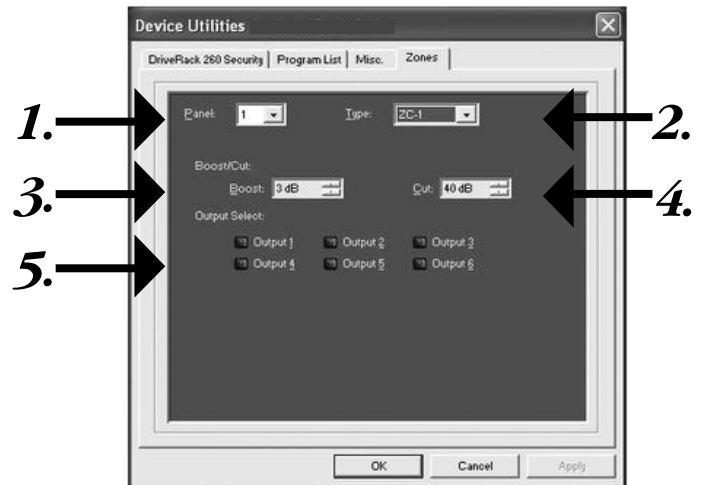 Device Utilities
DriveRack 260 Security Program List Misc. Zones
1. Panel: 1 Type: ZC-1 2.
Boost/Cut:
3. Boost: 3 dB Cut: 40 dB 4.
Output Select:
Output 1 Output 2 Output 3
5. Output 4 Output 5 Output 6
OK Cancel Apply